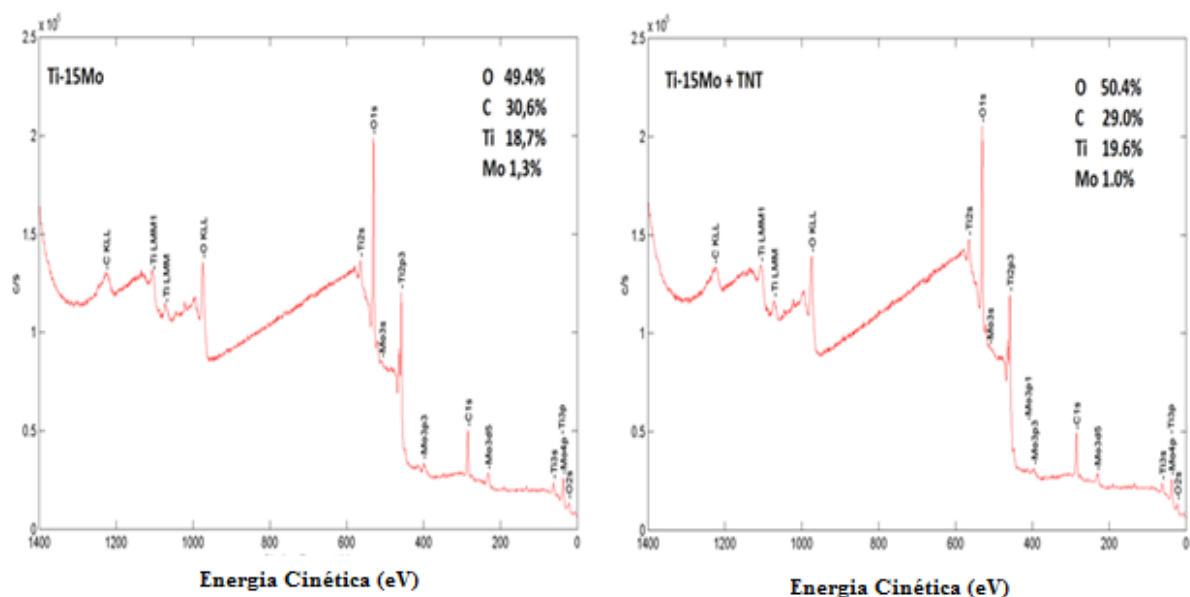 x 10⁵
2.5
2
1.5
1
0.5
0
c/s
Ti-15Mo
O 49.4%
C 30,6%
Ti 18,7%
Mo 1,3%
-C KLL
-Ti LMM1
-Ti LMM
-O KLL
-Ti2s
-O1s
-Mo3s
-Ti2p3
-Mo3p3
-C1s
-Mo3d5
-Ti3s
-Mo4p -Ti3p
-O2s
1400 1200 1000 800 600 400 200 0
Energia Cinética (eV)
x 10⁵
2.5
2
1.5
1
0.5
0
c/s
Ti-15Mo + TNT
O 50.4%
C 29.0%
Ti 19.6%
Mo 1.0%
-C KLL
-Ti LMM1
-Ti LMM
-O KLL
-Ti2s
-O1s
-Mo3s
-Ti2p3
-Mo3p1
-Mo3p3
-C1s
-Mo3d5
-Ti3s
-Mo4p -Ti3p
-O2s
1400 1200 1000 800 600 400 200 0
Energia Cinética (eV)